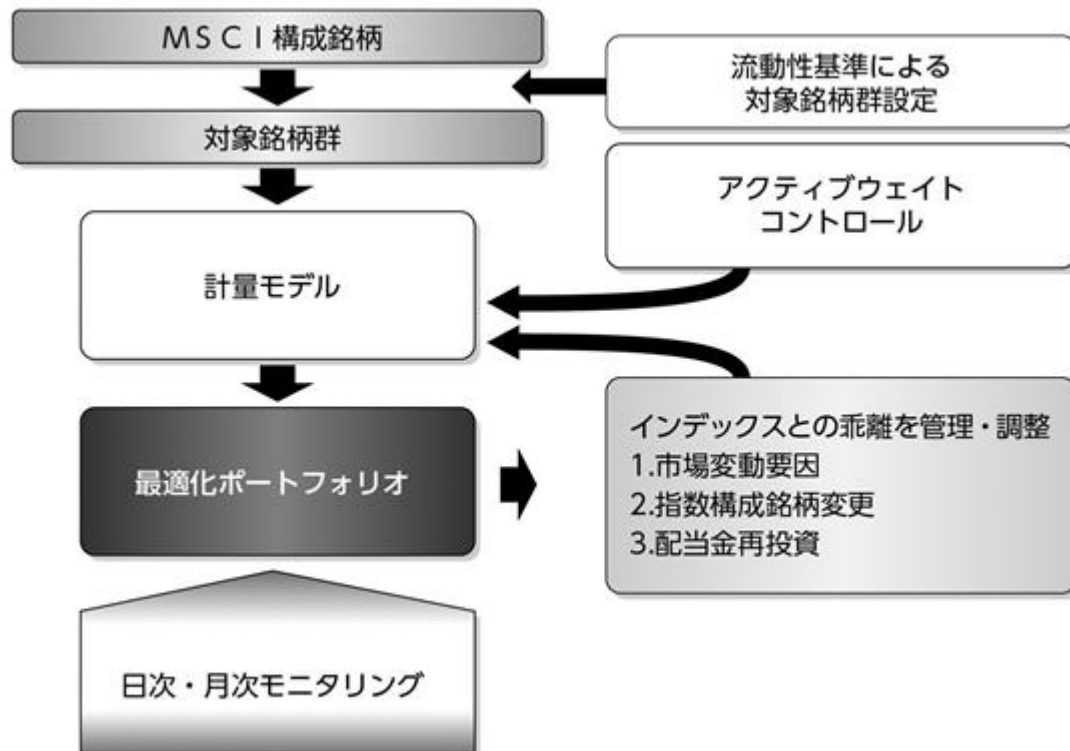 MSCI構成銘柄
流動性基準による
対象銘柄群設定
対象銘柄群
アクティブウェイト
コントロール
計量モデル
インデックスとの乖離を管理・調整
1.市場変動要因
2.指数構成銘柄変更
3.配当金再投資
最適化ポートフォリオ
日次・月次モニタリング